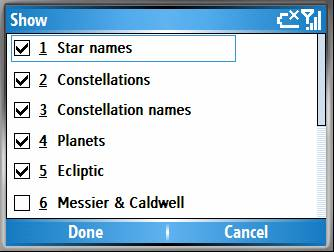 Show
1 Star names
2 Constellations
3 Constellation names
4 Planets
5 Ecliptic
6 Messier & Caldwell
Done Cancel